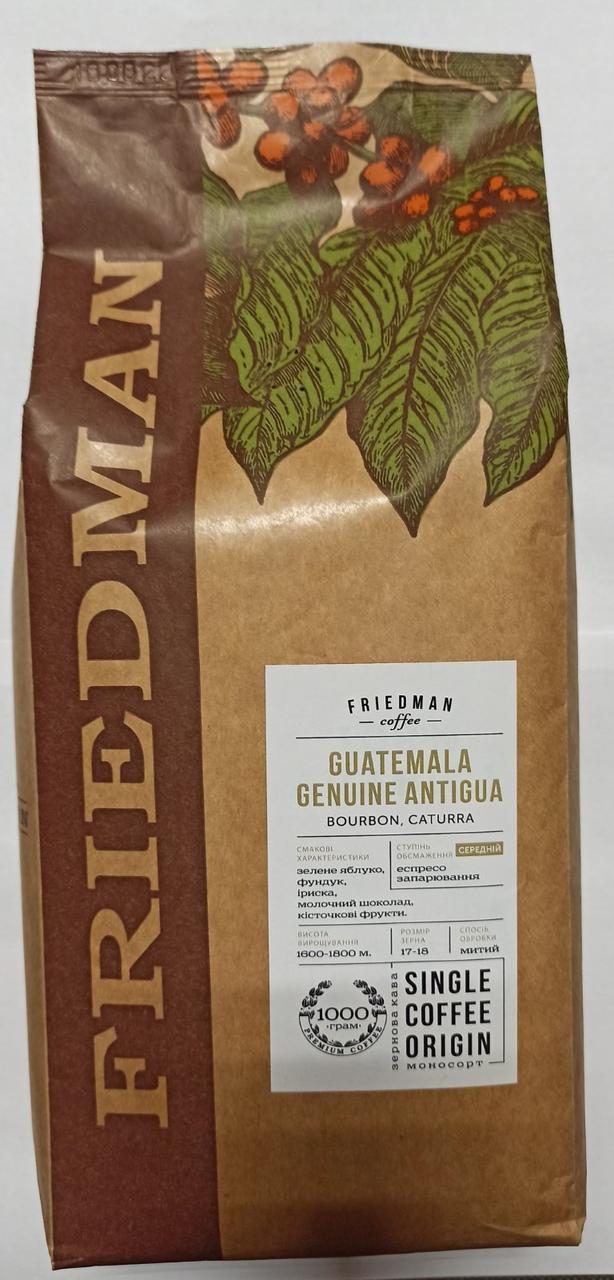 FRIEDMAN
FRIEDMAN
coffee
GUATEMALA
GENUINE ANTIGUA
BOURBON, CATURRA
СМАКОВІ
ХАРАКТЕРИСТИКИ
зелене яблуко,
фундук,
іриска,
молочний шоколад,
кісточкові фрукти.
СТУПІНЬ
ОБСМАЖЕННЯ СЕРЕДНІЙ
еспресо
запарювання
ВИСОТА
ВИРОЩУВАННЯ
1600-1800 м.
РОЗМІР
ЗЕРНА
17-18
СПОСІБ
ОБРОБКИ
митий
1000
·грам·
PREMIUM COFFEE
зернова кава
SINGLE
COFFEE
ORIGIN
моносорт